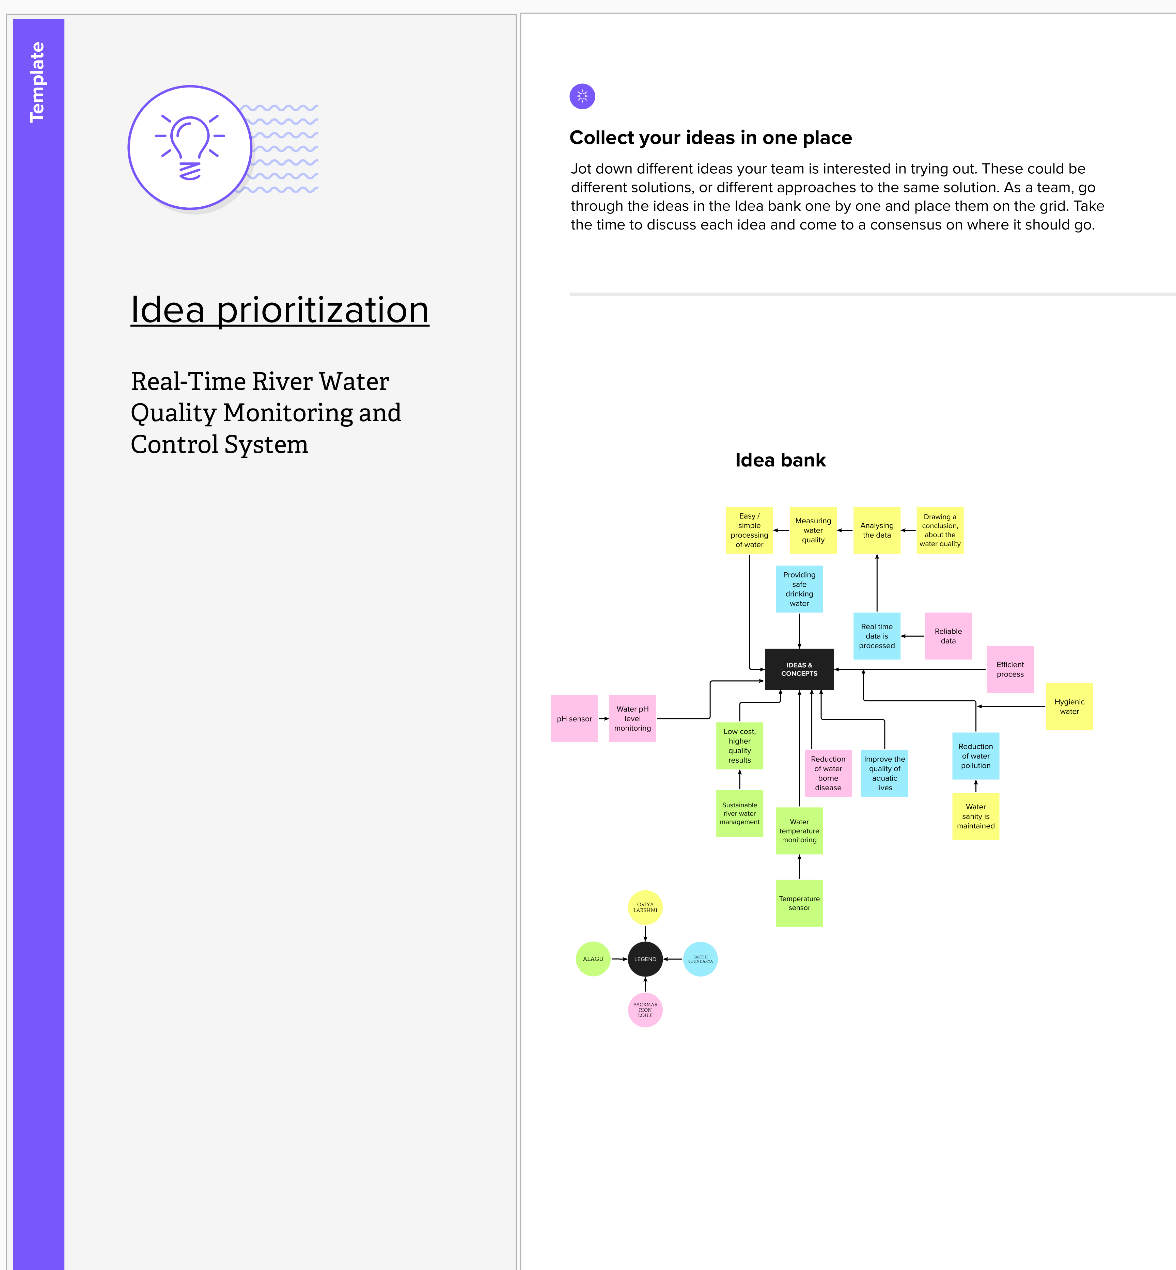 Template
Idea prioritization
Real-Time River Water
Quality Monitoring and
Control System
Collect your ideas in one place
Jot down different ideas your team is interested in trying out. These could be
different solutions, or different approaches to the same solution. As a team, go
through the ideas in the Idea bank one by one and place them on the grid. Take
the time to discuss each idea and come to a consensus on where it should go.
Idea bank
Easy /
simple
processing
of water
Measuring
water
quality
Analysing
the data
Drawing a
conclusion,
about the
water quality
Providing
safe
drinking
water
Real time
data is
processed
Reliable
data
IDEAS &
CONCEPTS
Efficient
process
Hygienic
water
pH sensor
Water pH
level
monitoring
Low-cost,
higher
quality
results
Reduction
of water
borne
disease
Improve the
quality of
aquatic
lives
Reduction
of water
pollution
Sustainable
river water
management
Water
temperature
monitoring
Water
sanity is
maintained
Temperature
sensor
LAKSHMI
ALAGU
LEGEND